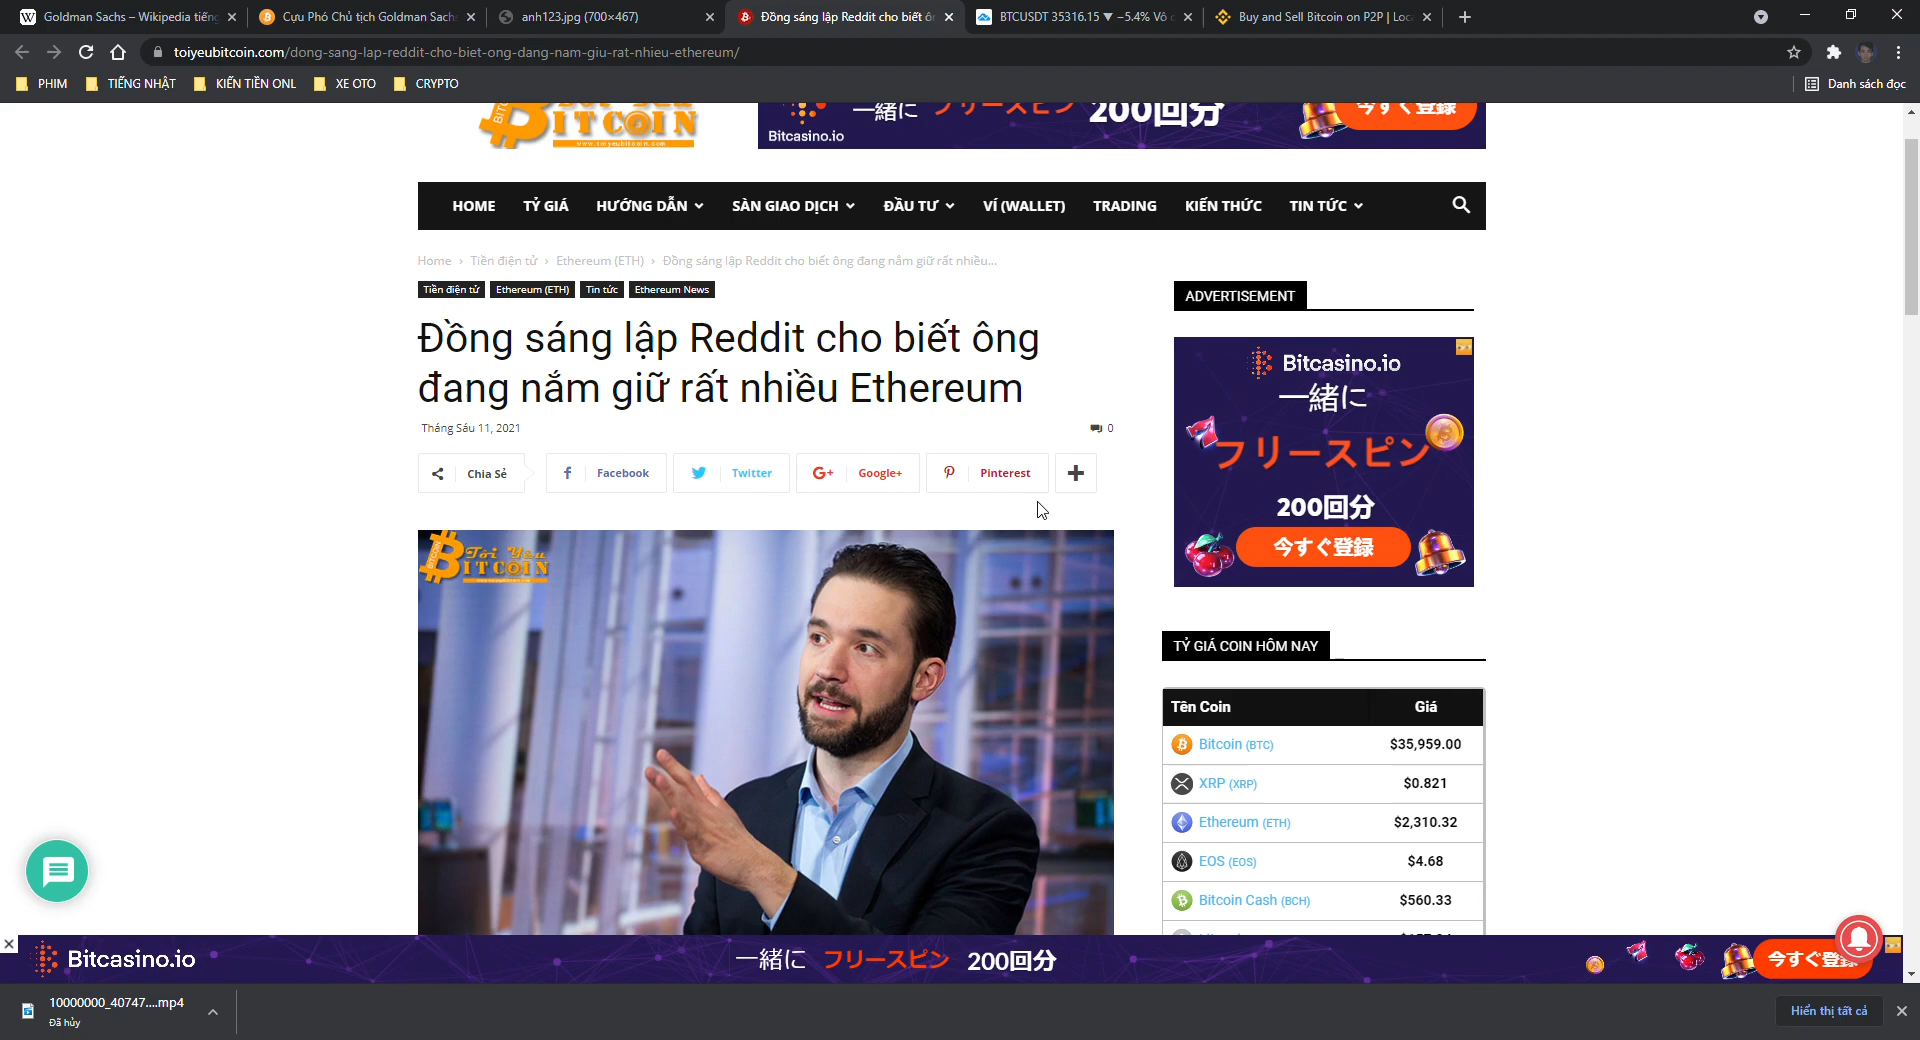 Goldman Sachs – Wikipedia tiếng
Cựu Phó Chủ tịch Goldman Sachs
anh123.jpg (700×467)
Đồng sáng lập Reddit cho biết ôn
BTCUSDT 35316.15 ▼ −5.4% Vô d
Buy and Sell Bitcoin on P2P | Loc
toiyeubitcoin.com/dong-sang-lap-reddit-cho-biet-ong-dang-nam-giu-rat-nhieu-ethereum/
PHIM
TIẾNG NHẬT
KIẾN TIỀN ONL
XE OTO
CRYPTO
Danh sách đọc
BITCOIN
www.toiyeubitcoin.com
Bitcasino.io
一緒に フリースピン 200回分
今すぐ登録
HOME
TỶ GIÁ
HƯỚNG DẪN
SÀN GIAO DỊCH
ĐẦU TƯ
VÍ (WALLET)
TRADING
KIẾN THỨC
TIN TỨC
Home › Tiền điện tử › Ethereum (ETH) › Đồng sáng lập Reddit cho biết ông đang nắm giữ rất nhiều...
Tiền điện tử
Ethereum (ETH)
Tin tức
Ethereum News
Đồng sáng lập Reddit cho biết ông
đang nắm giữ rất nhiều Ethereum
Tháng Sáu 11, 2021
0
Chia Sẻ
Facebook
Twitter
G+ Google+
Pinterest
BITCOIN
Tôi Yêu
BITCOIN
ADVERTISEMENT
Bitcasino.io
一緒に
フリースピン
200回分
今すぐ登録
TỶ GIÁ COIN HÔM NAY
Tên Coin Giá
Bitcoin (BTC) $35,959.00
XRP (XRP) $0.821
Ethereum (ETH) $2,310.32
EOS (EOS) $4.68
Bitcoin Cash (BCH) $560.33
Bitcasino.io
一緒に フリースピン 200回分
今すぐ登録
10000000_40747....mp4
Đã hủy
Hiển thị tất cả